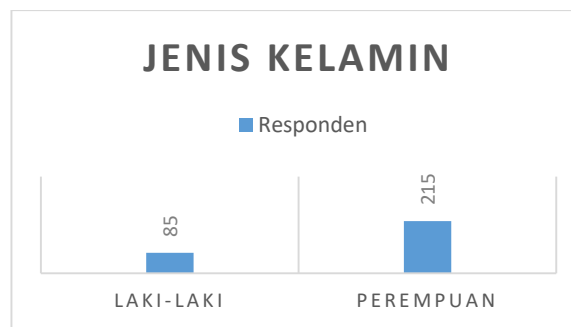 JENIS KELAMIN
Responden
85
215
LAKI-LAKI
PEREMPUAN